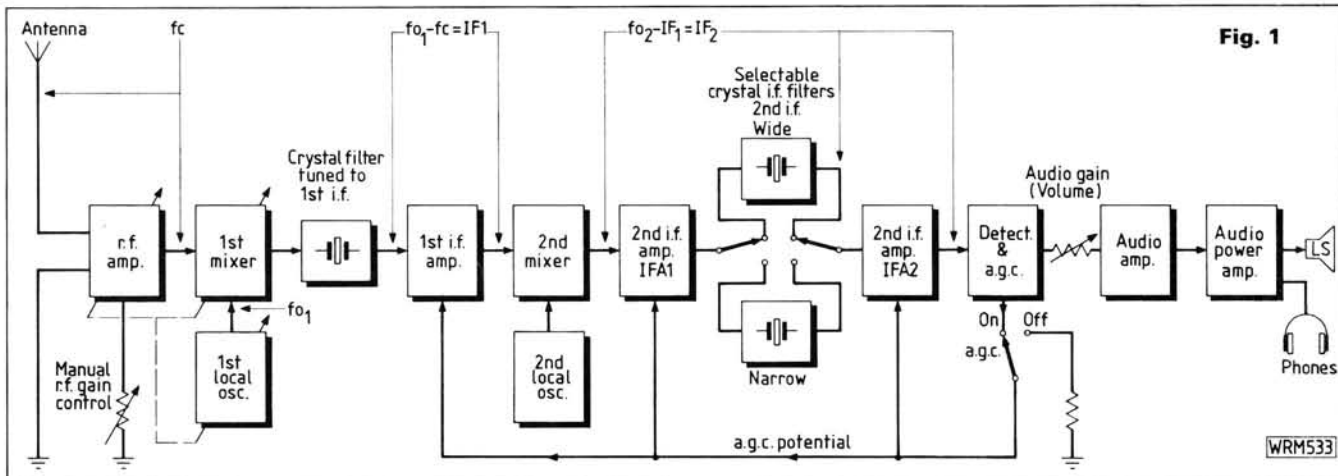 Antenna
fc
fo₁-fc=IF1
fo₂-IF₁=IF₂
Fig. 1
Selectable
crystal i.f. filters
2nd i.f.
Wide
Crystal filter
tuned to
1st i.f.
Audio gain
(Volume)
r.f.
amp.
1st
mixer
1st i.f.
amp.
2nd
mixer
2nd i.f.
amp.
IFA1
2nd i.f.
amp.
IFA2
Detect.
&
a.g.c.
Audio
amp.
Audio
power
amp.
LS
fo₁
On
Off
a.g.c.
Manual
r.f. gain
control
1st
local
osc.
2nd
local
osc.
Narrow
Phones
a.g.c. potential
WRM533